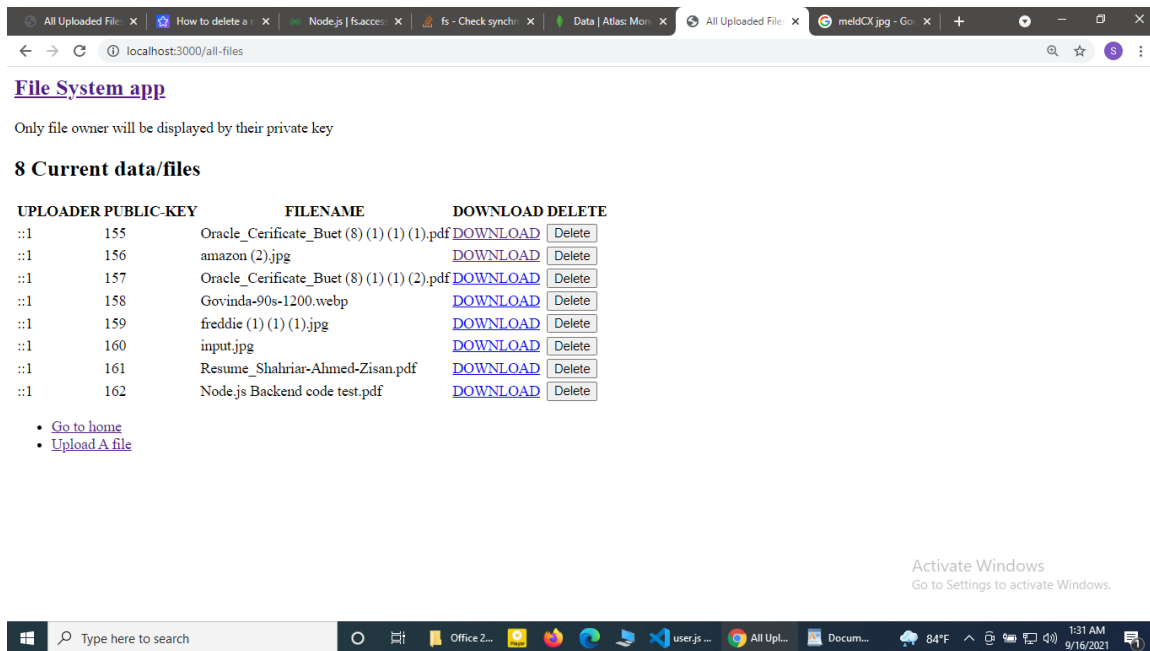 All Uploaded File
How to delete a n
Node.js | fs.access
fs - Check synchr
Data | Atlas: Mon
All Uploaded File
meldCX jpg - Goo
localhost:3000/all-files
S
File System app
Only file owner will be displayed by their private key
8 Current data/files
UPLOADER PUBLIC-KEY FILENAME DOWNLOAD DELETE
::1 155 Oracle_Cerificate_Buet (8) (1) (1) (1).pdf DOWNLOAD Delete
::1 156 amazon (2).jpg DOWNLOAD Delete
::1 157 Oracle_Cerificate_Buet (8) (1) (1) (2).pdf DOWNLOAD Delete
::1 158 Govinda-90s-1200.webp DOWNLOAD Delete
::1 159 freddie (1) (1) (1).jpg DOWNLOAD Delete
::1 160 input.jpg DOWNLOAD Delete
::1 161 Resume_Shahriar-Ahmed-Zisan.pdf DOWNLOAD Delete
::1 162 Node.js Backend code test.pdf DOWNLOAD Delete
Go to home
Upload A file
Activate Windows
Go to Settings to activate Windows.
Type here to search
Office 2...
user.js ...
All Upl...
Docum...
84°F
1:31 AM
9/16/2021